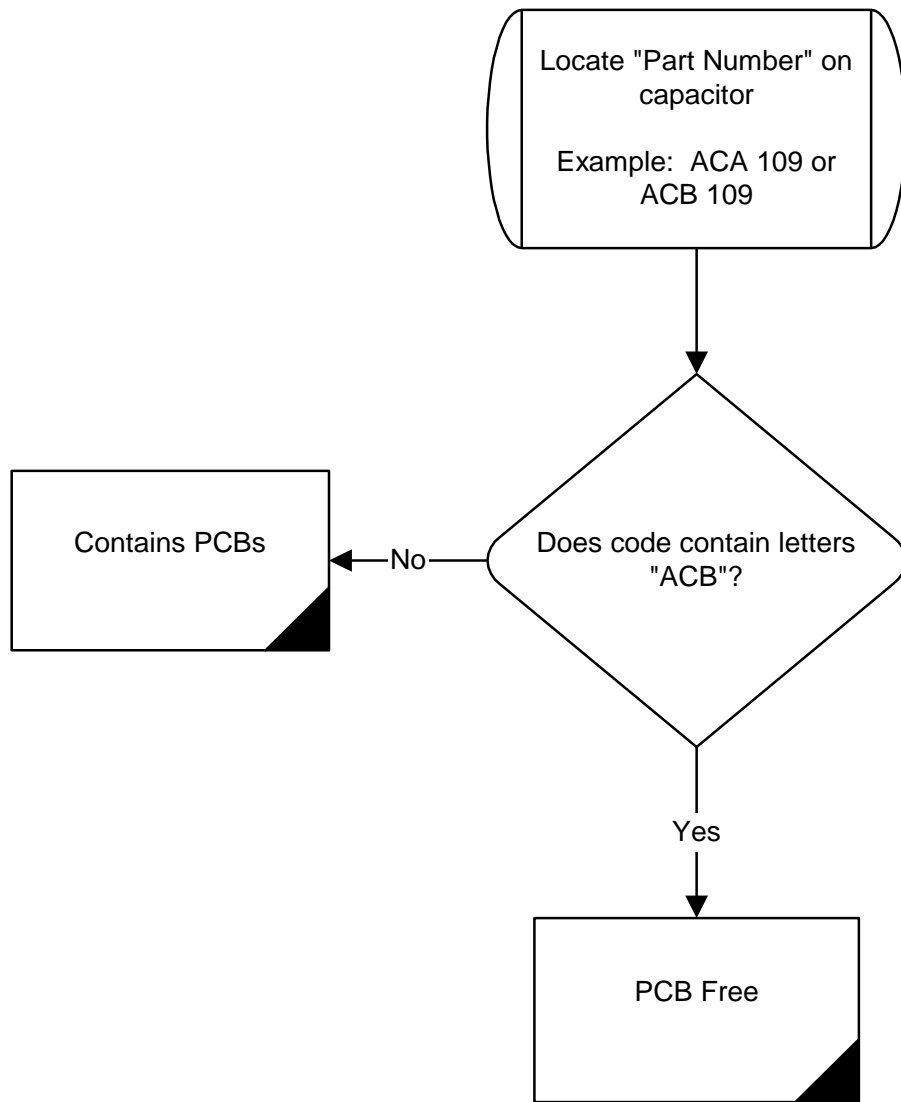 Locate "Part Number" on
capacitor
Example:  ACA 109 or
ACB 109
Does code contain letters
"ACB"?
No
Contains PCBs
Yes
PCB Free